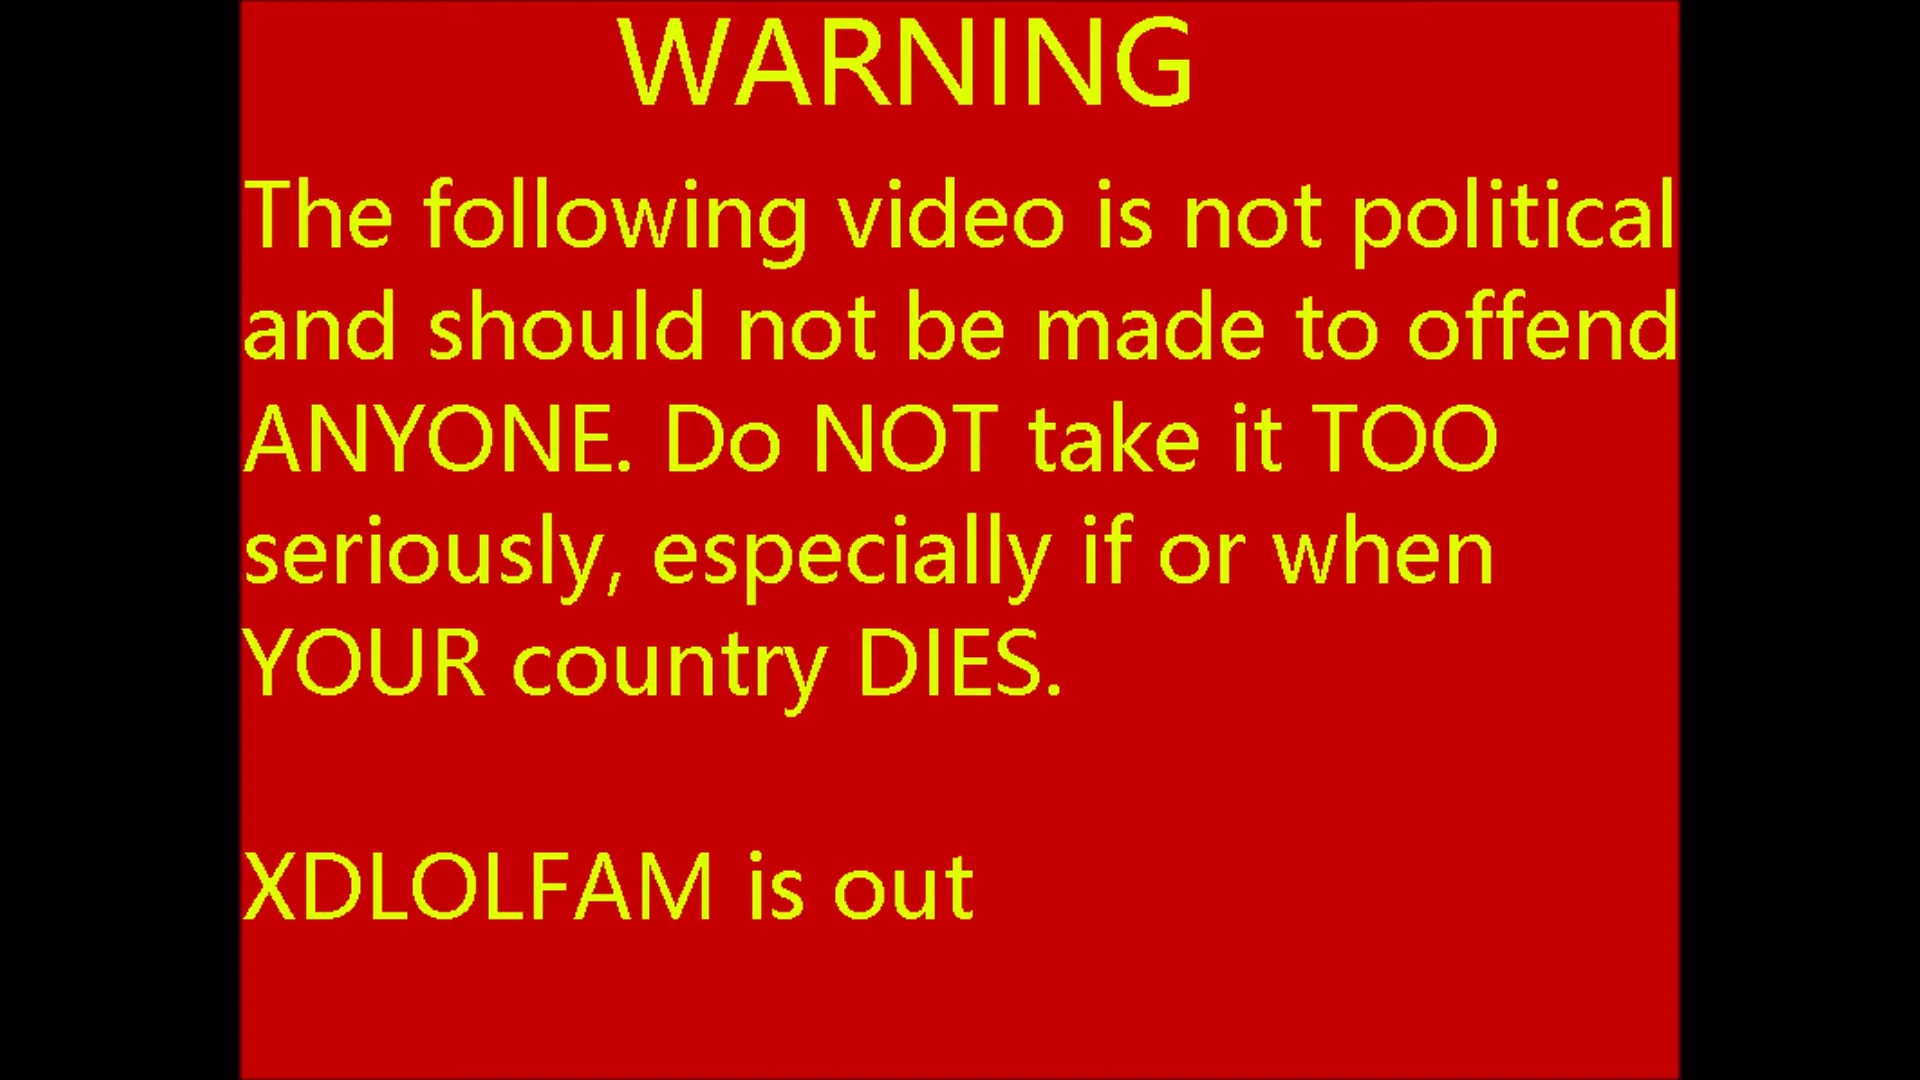 WARNING
The following video is not political
and should not be made to offend
ANYONE. Do NOT take it TOO
seriously, especially if or when
YOUR country DIES.
XDLOLFAM is out